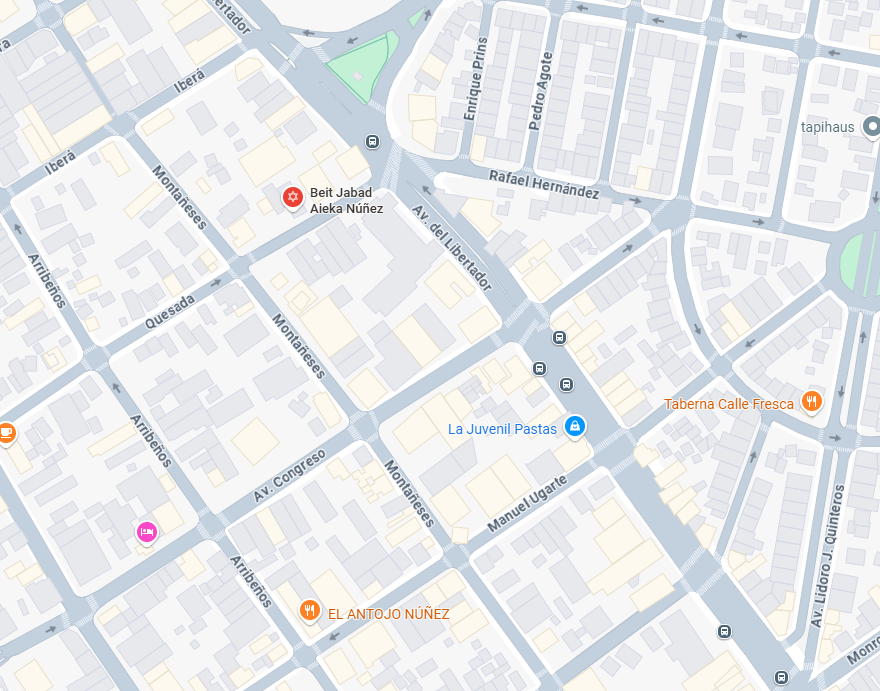 ertador
a
Iberá
Iberá
Enrique Prins
Pedro Agote
tapihaus
Montañeses
Beit Jabad
Aieka Núñez
Rafael Hernández
Av. del Libertador
Arribeños
Quesada
Montañeses
Taberna Calle Fresca
La Juvenil Pastas
Arribeños
Av. Congreso
Montañeses
Manuel Ugarte
Av. Lidoro J. Quinteros
Arribeños
EL ANTOJO NÚÑEZ
Monro